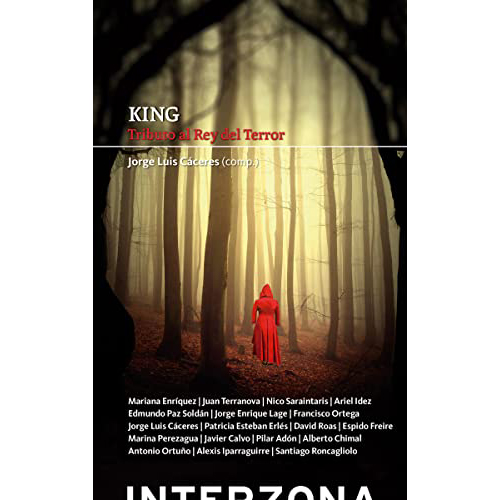 KING
Tributo al Rey del Terror
Jorge Luis Cáceres (comp.)
Mariana Enríquez | Juan Terranova | Nico Saraintaris | Ariel Idez
Edmundo Paz Soldán | Jorge Enrique Lage | Francisco Ortega
Jorge Luis Cáceres | Patricia Esteban Erlés | David Roas | Espido Freire
Marina Perezagua | Javier Calvo | Pilar Adón | Alberto Chimal
Antonio Ortuño | Alexis Iparraguirre | Santiago Roncagliolo
INTERZONA